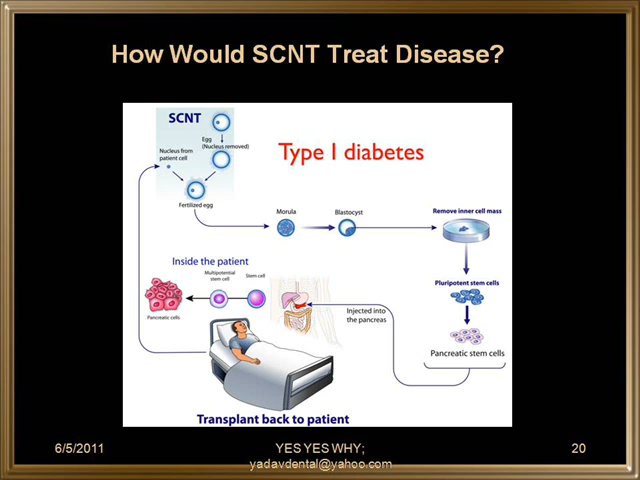 How Would SCNT Treat Disease?
SCNT
Egg
(Nucleus removed)
Nucleus from
patient cell
Fertilized egg
Type I diabetes
Morula
Blastocyst
Remove inner cell mass
Pluripotent stem cells
Pancreatic stem cells
Injected into
the pancreas
Inside the patient
Multipotential
stem cell
Stem cell
Pancreatic cells
Transplant back to patient
6/5/2011
YES YES WHY;
yadavdental@yahoo.com
20